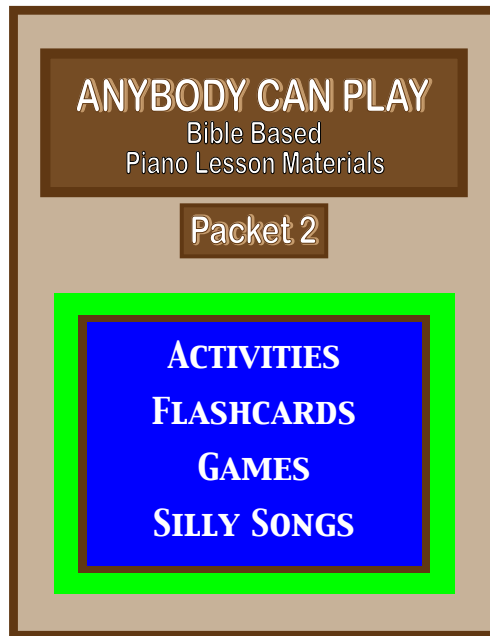 ANYBODY CAN PLAY
Bible Based
Piano Lesson Materials
Packet 2
ACTIVITIES
FLASHCARDS
GAMES
SILLY SONGS